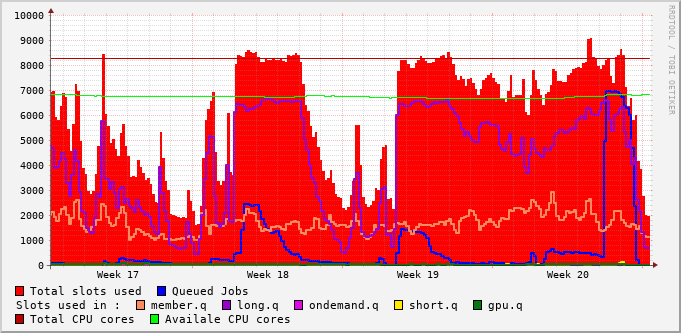 RRDTOOL / TOBI OETIKER
10000
9000
8000
7000
6000
5000
4000
3000
2000
1000
0
Week 17 Week 18 Week 19 Week 20
Total slots used Queued Jobs
Slots used in : member.q long.q ondemand.q short.q gpu.q
Total CPU cores Availale CPU cores